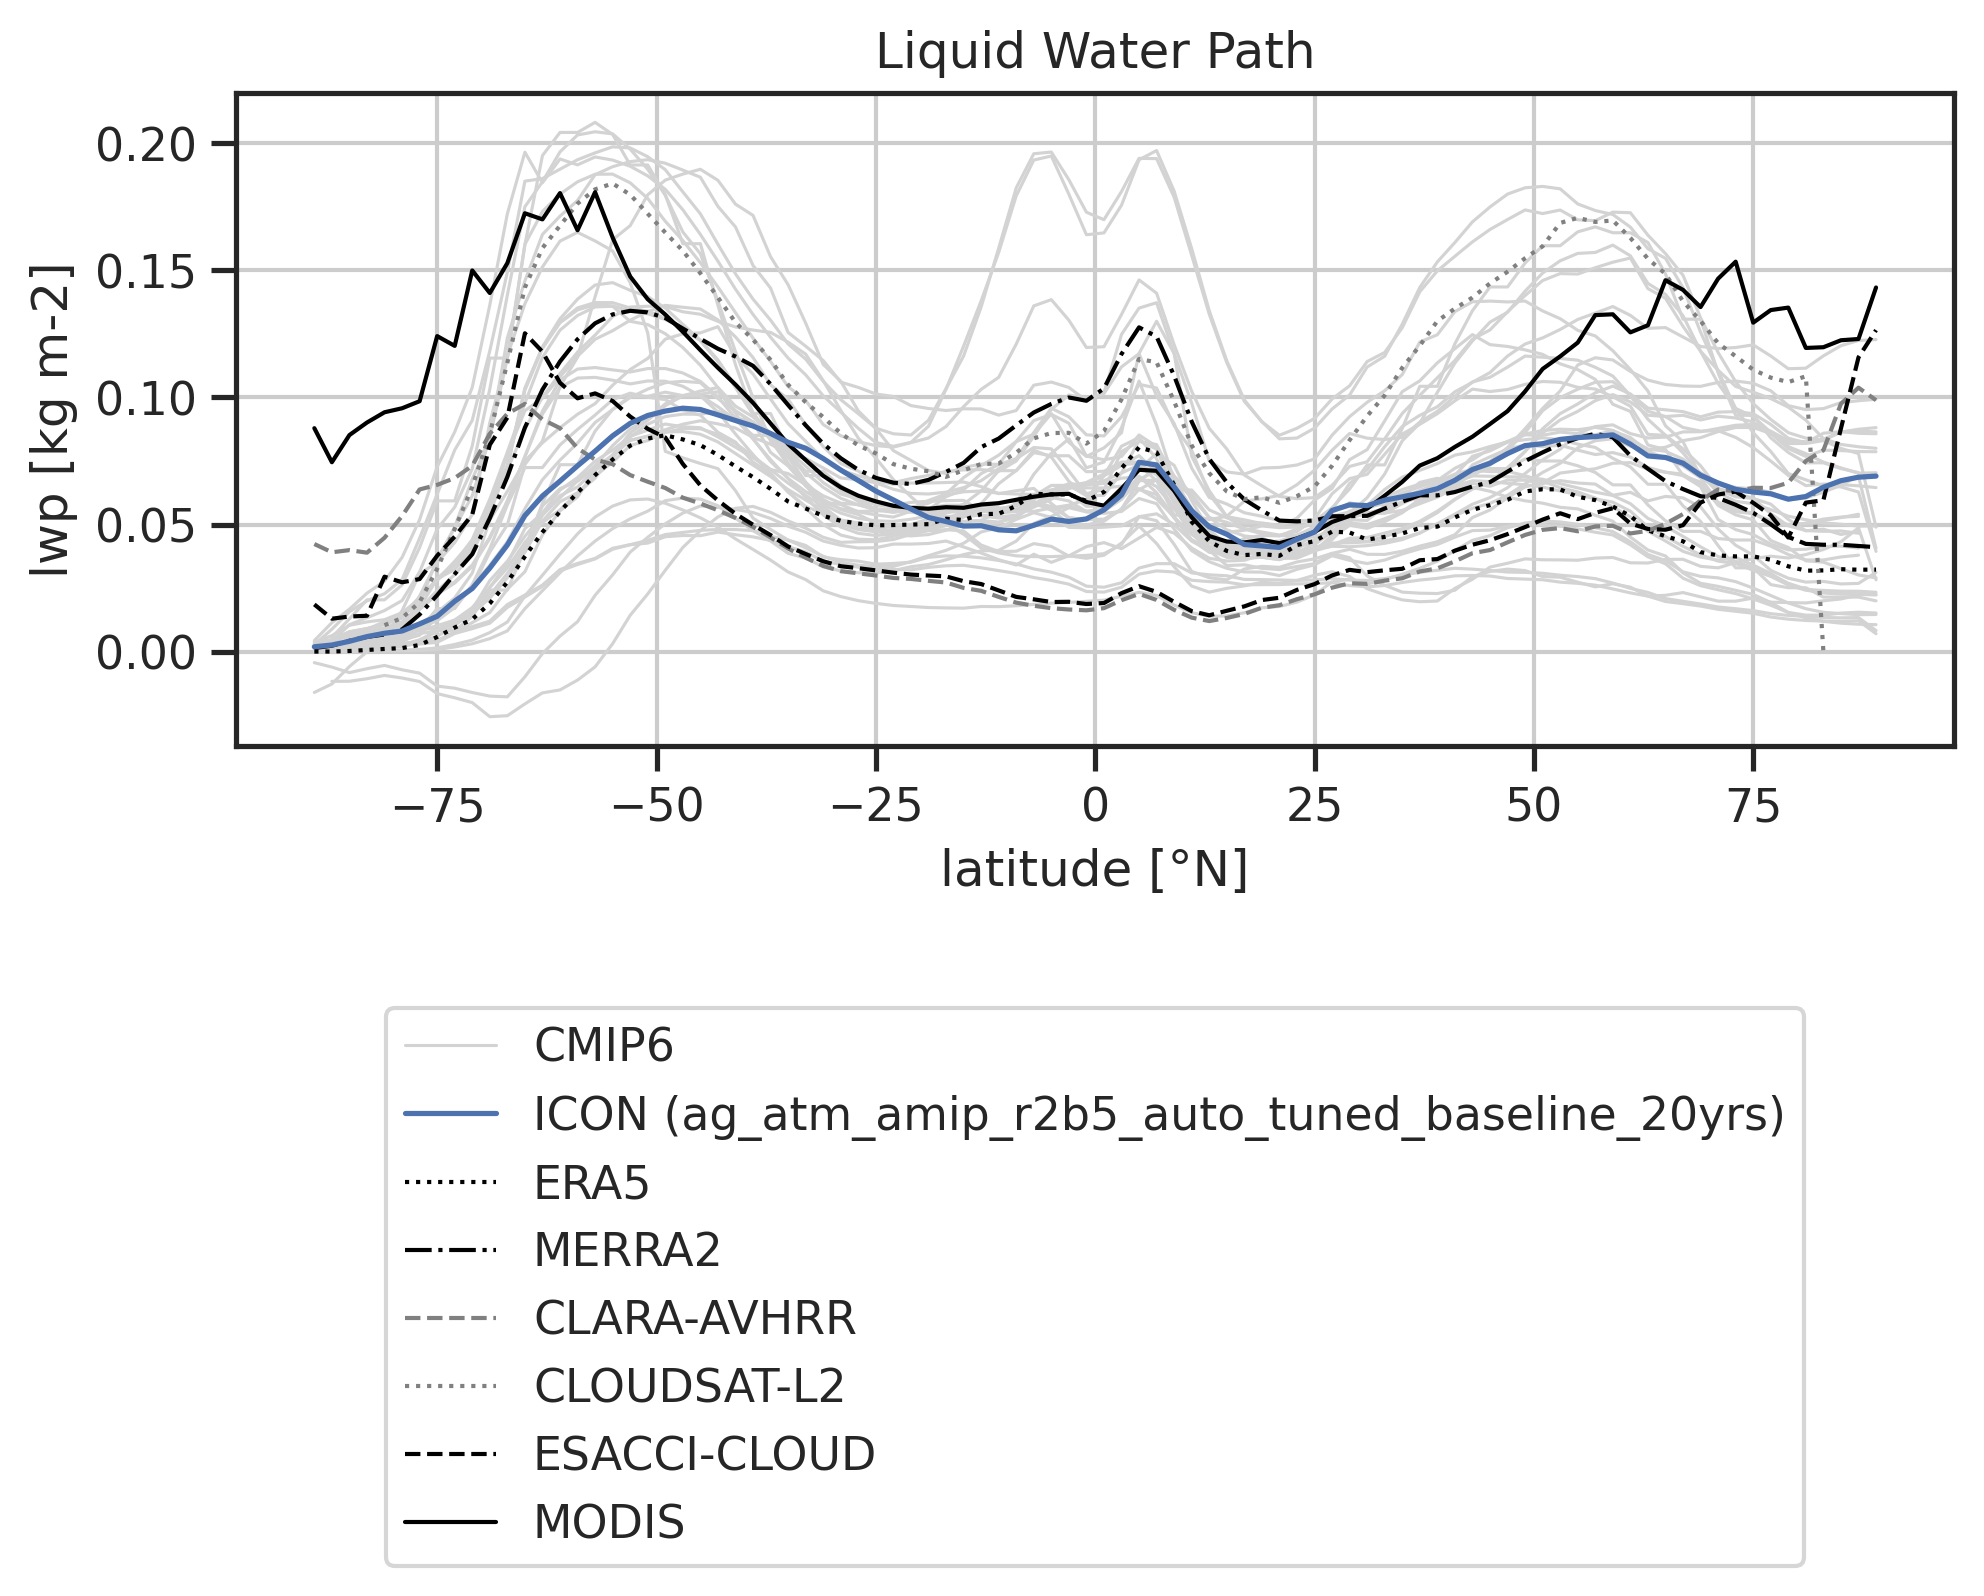 Liquid Water Path
0.20
0.15
0.10
0.05
0.00
lwp [kg m-2]
−75
−50
−25
0
25
50
75
latitude [°N]
CMIP6
ICON (ag_atm_amip_r2b5_auto_tuned_baseline_20yrs)
ERA5
MERRA2
CLARA-AVHRR
CLOUDSAT-L2
ESACCI-CLOUD
MODIS